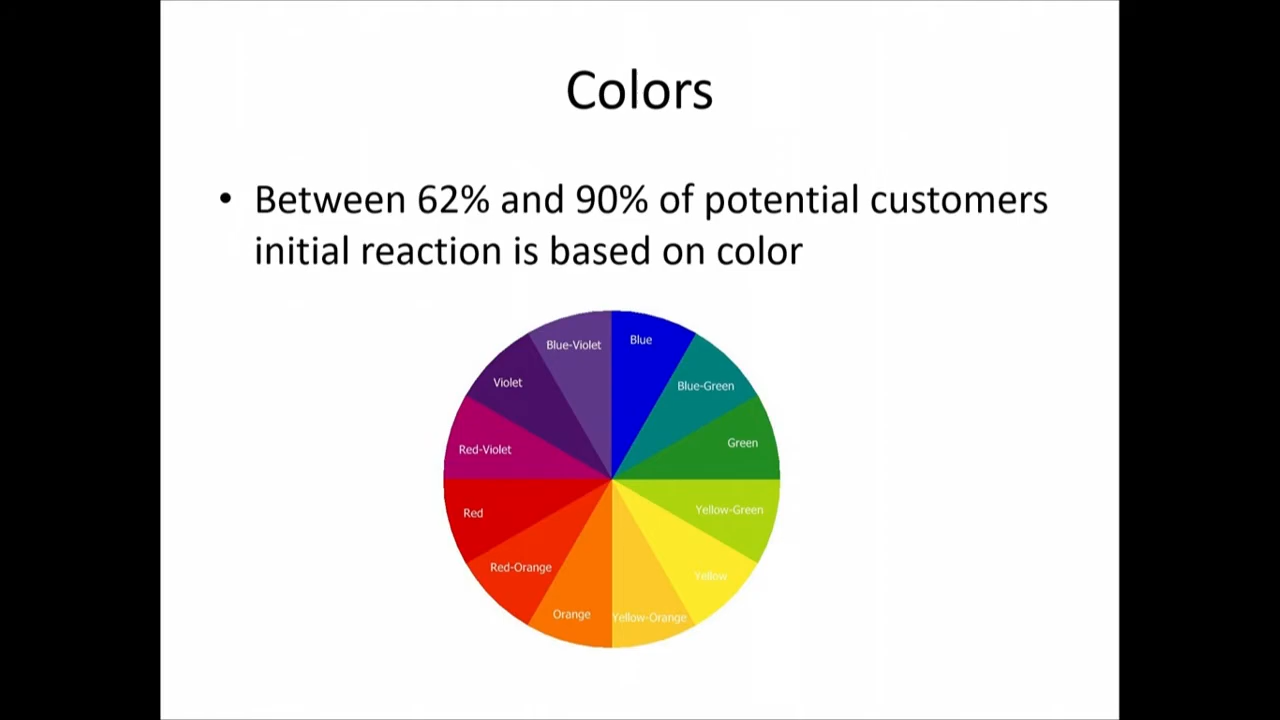 Colors
• Between 62% and 90% of potential customers
initial reaction is based on color
Blue-Violet
Blue
Violet
Blue-Green
Red-Violet
Green
Red
Yellow-Green
Red-Orange
Yellow
Orange
Yellow-Orange